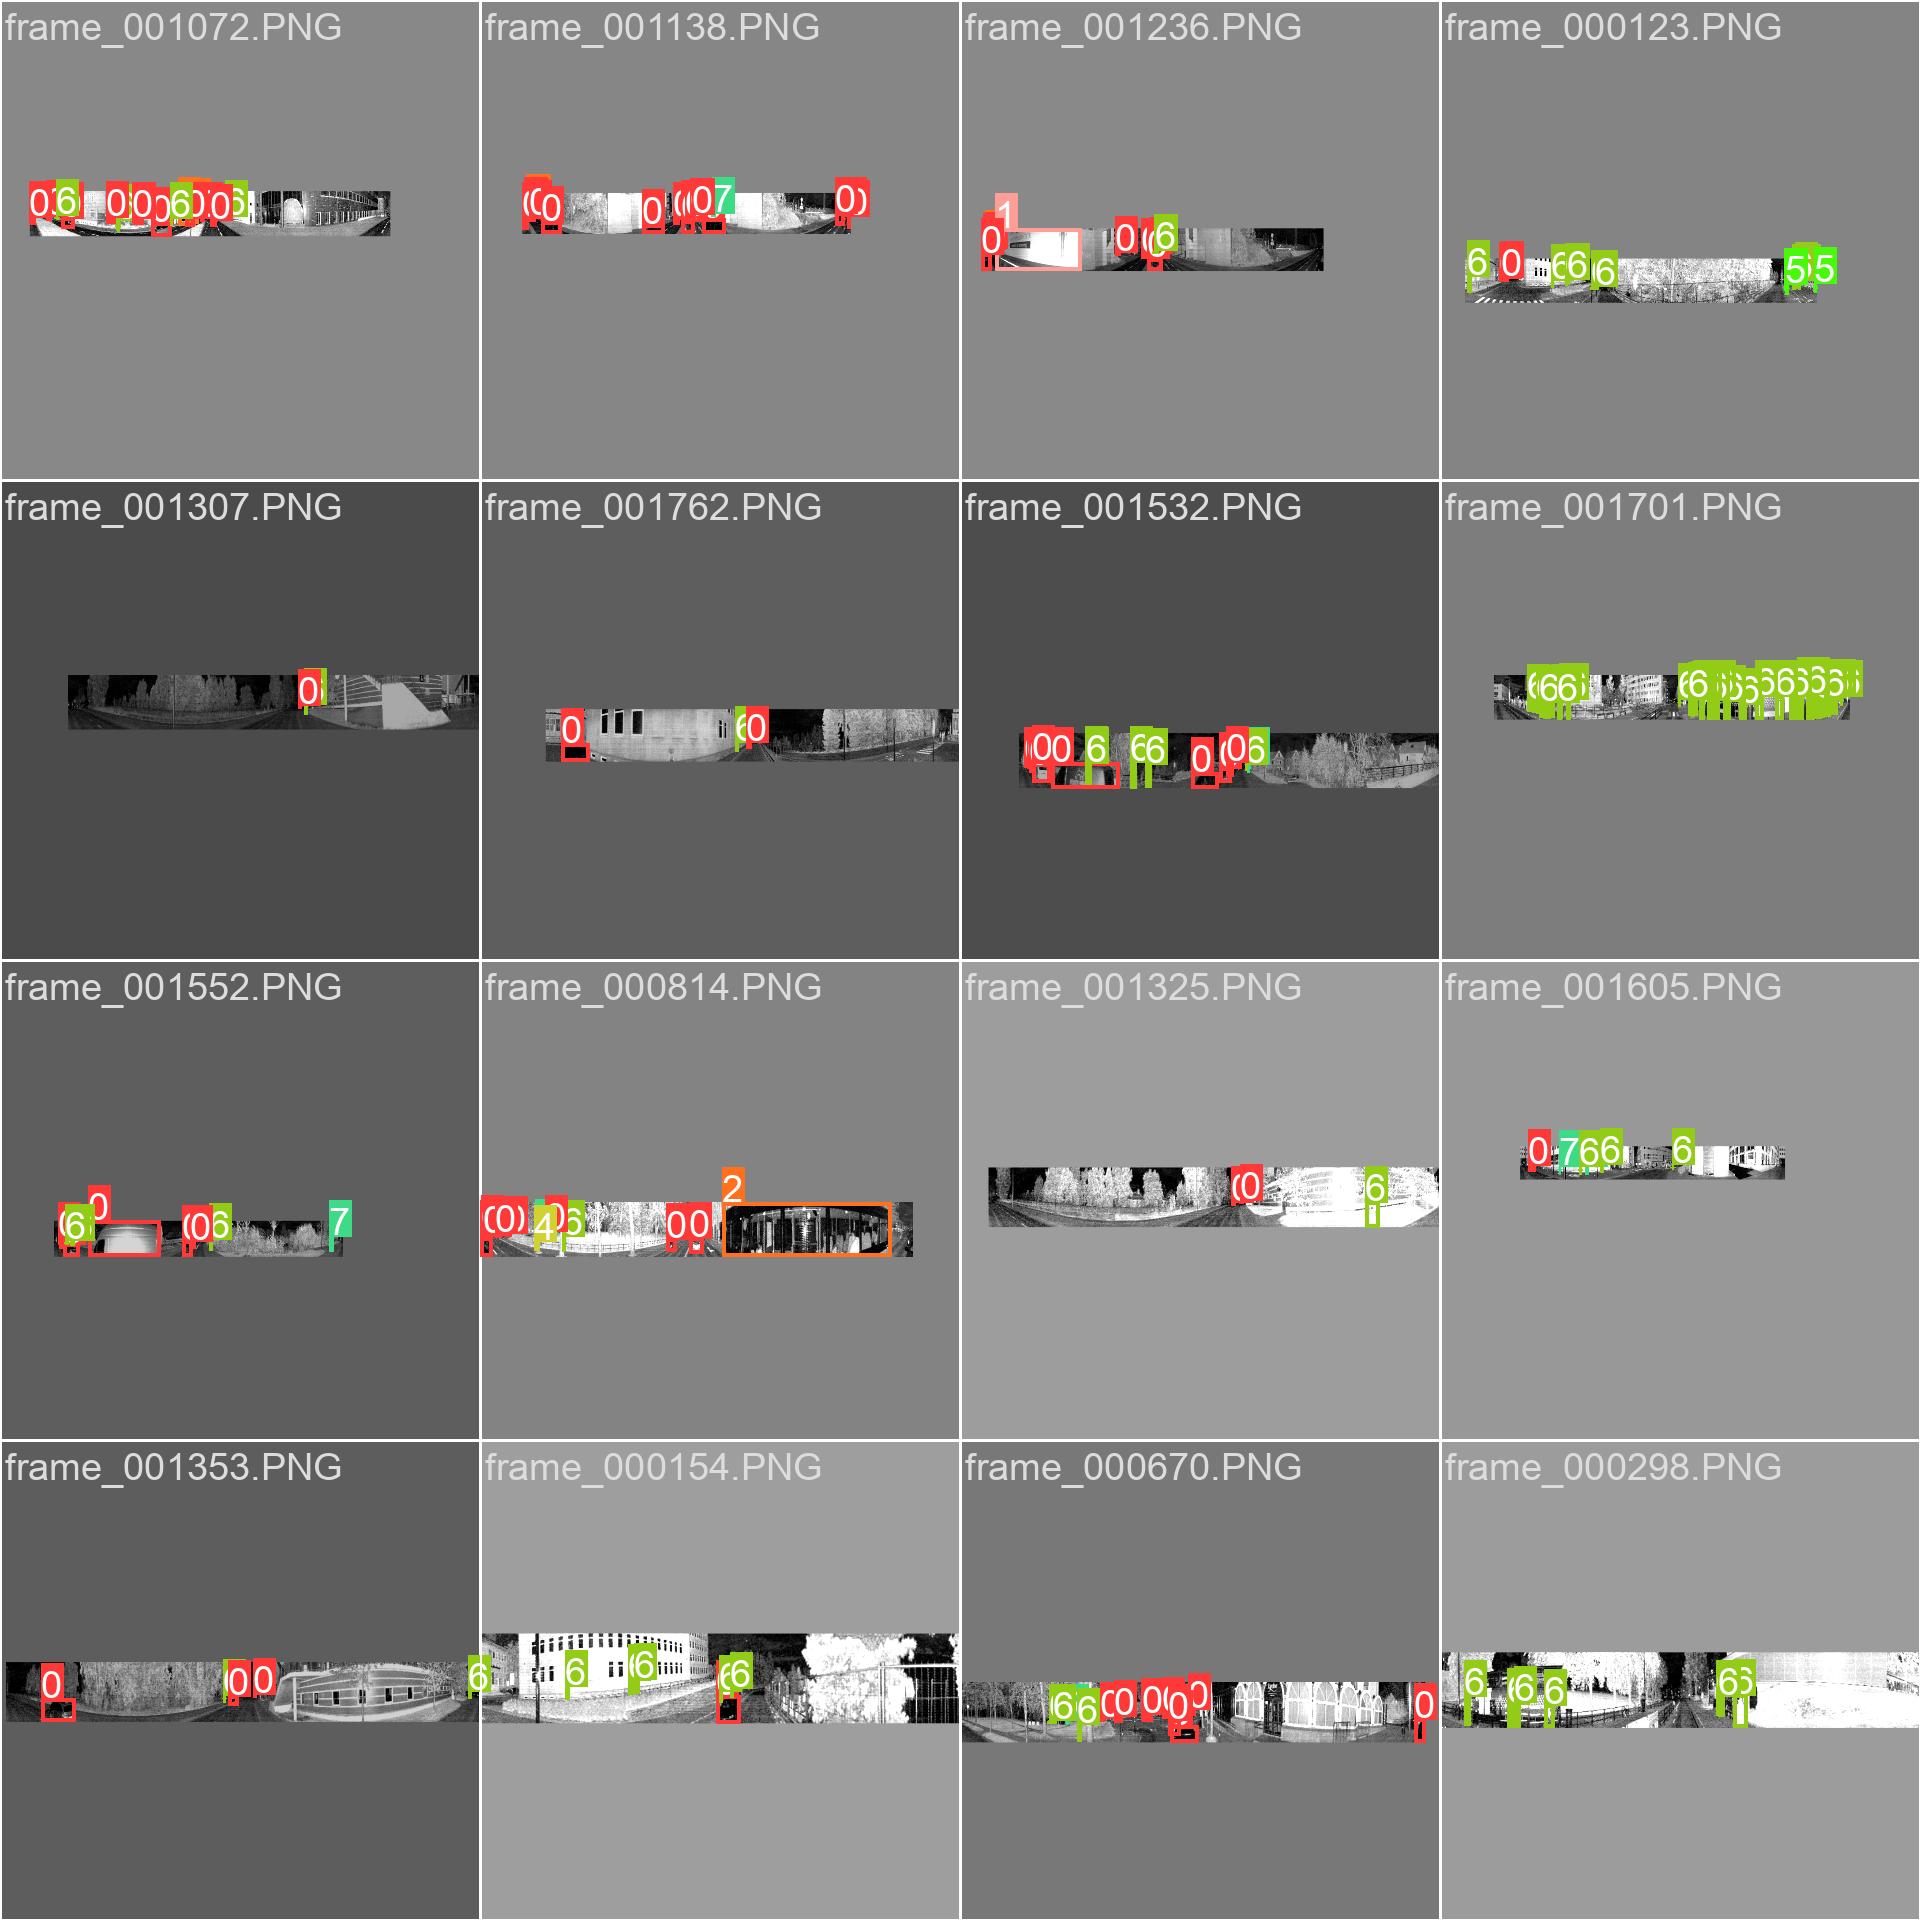 frame_001072.PNG
frame_001138.PNG
frame_001236.PNG
frame_000123.PNG
0 6 0 0 0 6 0 0 6
0 0 0 0 7 0
1
0 0 6
6 0 6 6 6 5 5
frame_001307.PNG
frame_001762.PNG
frame_001532.PNG
frame_001701.PNG
0
0 6 0
0 0 6 6 6 0 0 6
6 6 6 6 6 6 6 6 6 6 6
frame_001552.PNG
frame_000814.PNG
frame_001325.PNG
frame_001605.PNG
0
6 0 6 7
2
0 0 4 0 6 0 0
0 0 6
0 7 6 6 6
frame_001353.PNG
frame_000154.PNG
frame_000670.PNG
frame_000298.PNG
0 0 0 6
6 6 6 6
6 6 0 0 0 0 0 0 0
6 6 6 6 6